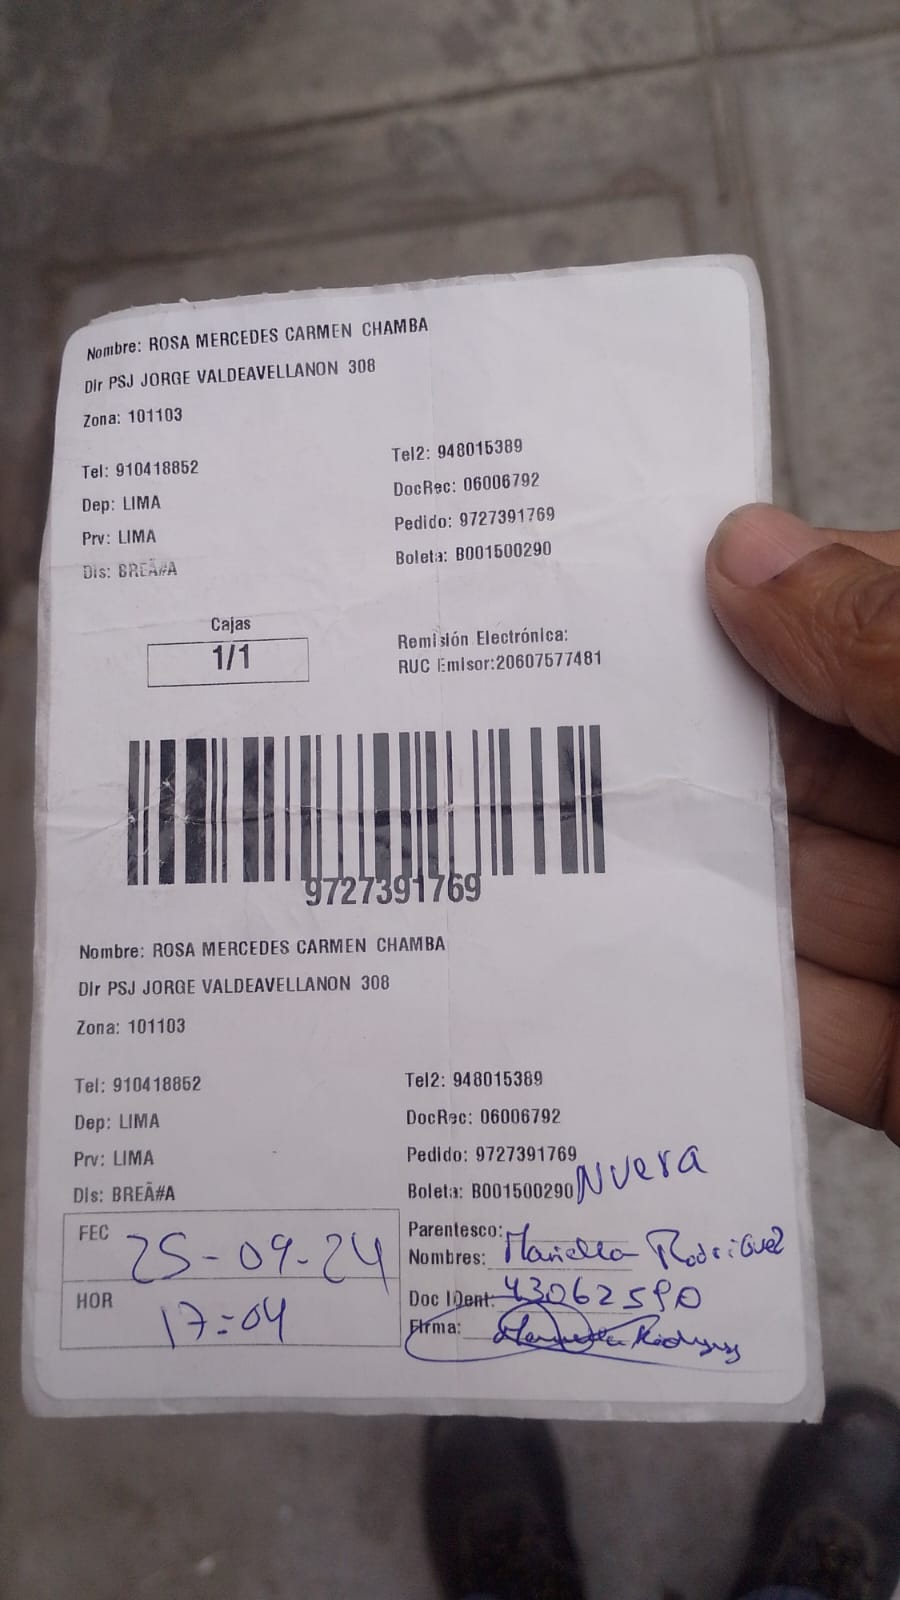 Nombre: ROSA MERCEDES CARMEN CHAMBA
Dir PSJ JORGE VALDEAVELLANON 308
Zona: 101103
Tel: 910418852 Tel2: 948015389
Dep: LIMA DocRec: 06006792
Prv: LIMA Pedido: 9727391769
Dis: BREÃ#A Boleta: B001500290
Cajas
1/1
Remisión Electrónica:
RUC Emisor:20607577481
9727391769
Nombre: ROSA MERCEDES CARMEN CHAMBA
Dir PSJ JORGE VALDEAVELLANON 308
Zona: 101103
Tel: 910418852 Tel2: 948015389
Dep: LIMA DocRec: 06006792
Prv: LIMA Pedido: 9727391769
Dis: BREÃ#A Boleta: B001500290 Nuera
FEC 25-09-24 Parentesco:
Nombres: Mariella Rodriguez
HOR 17:04 Doc IDent: 43062590
Firma: